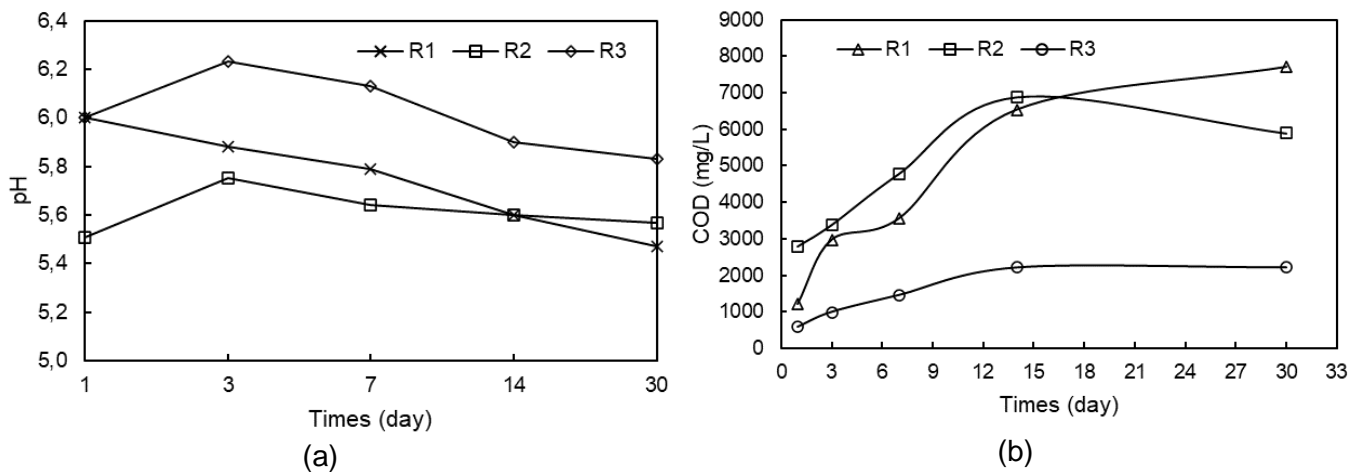 6,4
6,2
6,0
5,8
5,6
5,4
5,2
5,0
pH
R1 R2 R3
1 3 7 14 30
Times (day)
(a)
9000
8000
7000
6000
5000
4000
3000
2000
1000
0
COD (mg/L)
R1 R2 R3
0 3 6 9 12 15 18 21 24 27 30 33
Times (day)
(b)